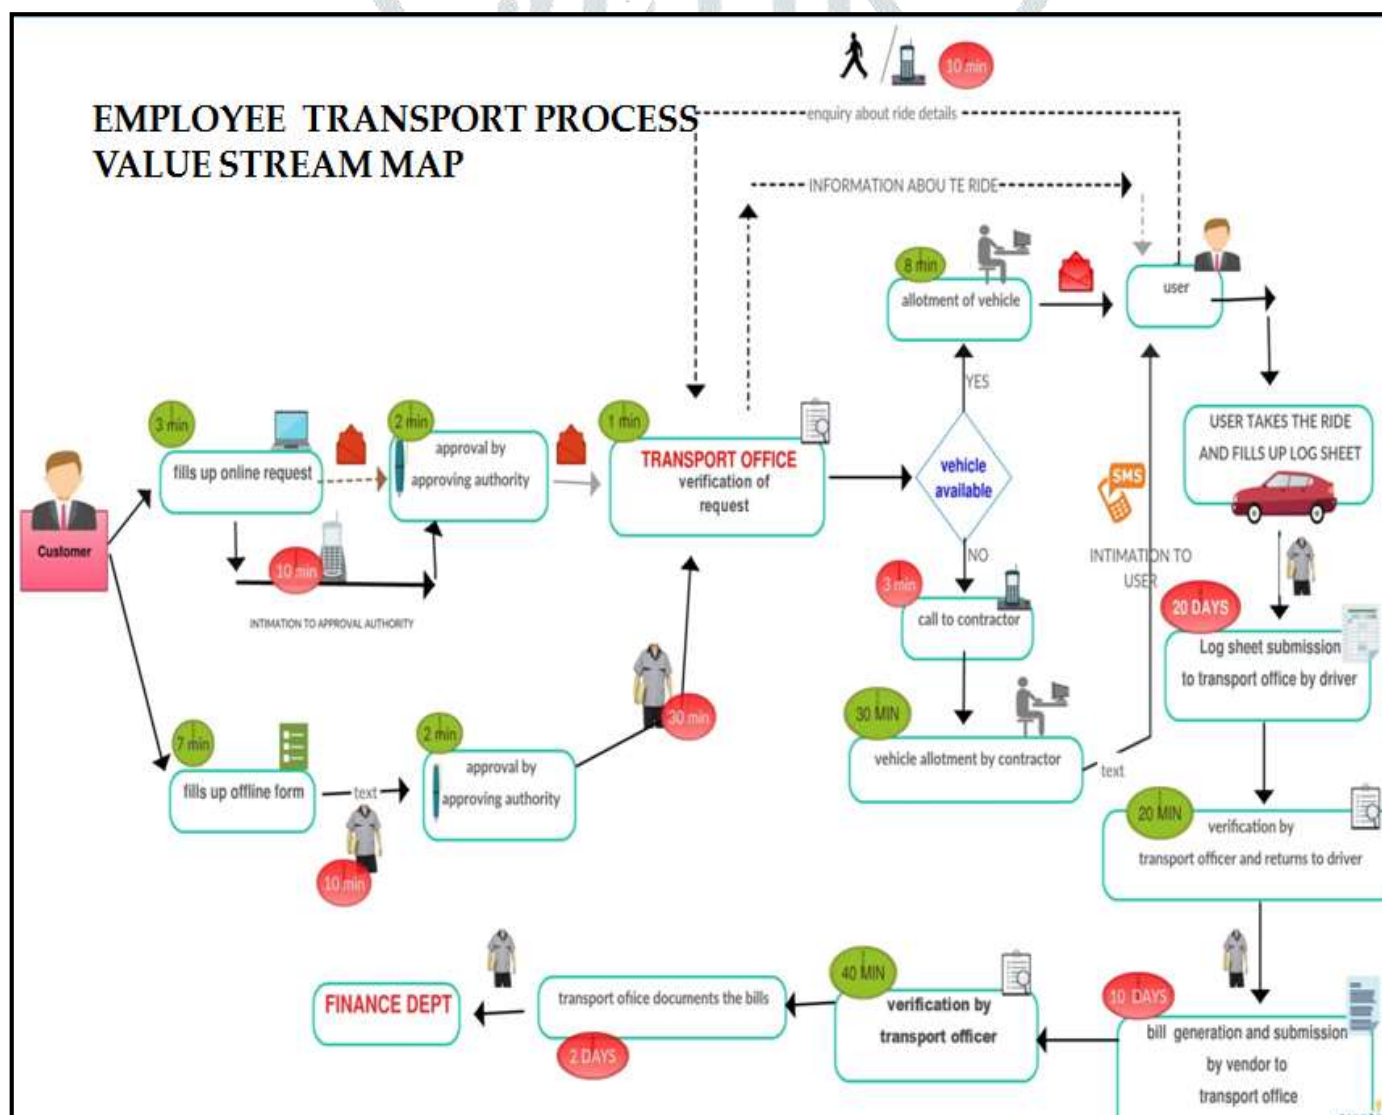 10 min
enquiry about ride details
EMPLOYEE TRANSPORT PROCESS
VALUE STREAM MAP
INFORMATION ABOU TE RIDE
8 min
allotment of vehicle
user
YES
3 min
fills up online request
2 min
approval by
approving authority
1 min
TRANSPORT OFFICE
verification of
request
vehicle
available
USER TAKES THE RIDE
AND FILLS UP LOG SHEET
SMS
Customer
10 min
INTIMATION TO APPROVAL AUTHORITY
NO
3 min
call to contractor
INTIMATION TO
USER
20 DAYS
Log sheet submission
to transport office by driver
30 min
30 MIN
vehicle allotment by contractor
text
7 min
fills up offline form
text
10 min
2 min
approval by
approving authority
20 MIN
verification by
transport officer and returns to driver
FINANCE DEPT
transport ofiice documents the bills
2 DAYS
40 MIN
verification by
transport officer
10 DAYS
bill generation and submission
by vendor to
transport office